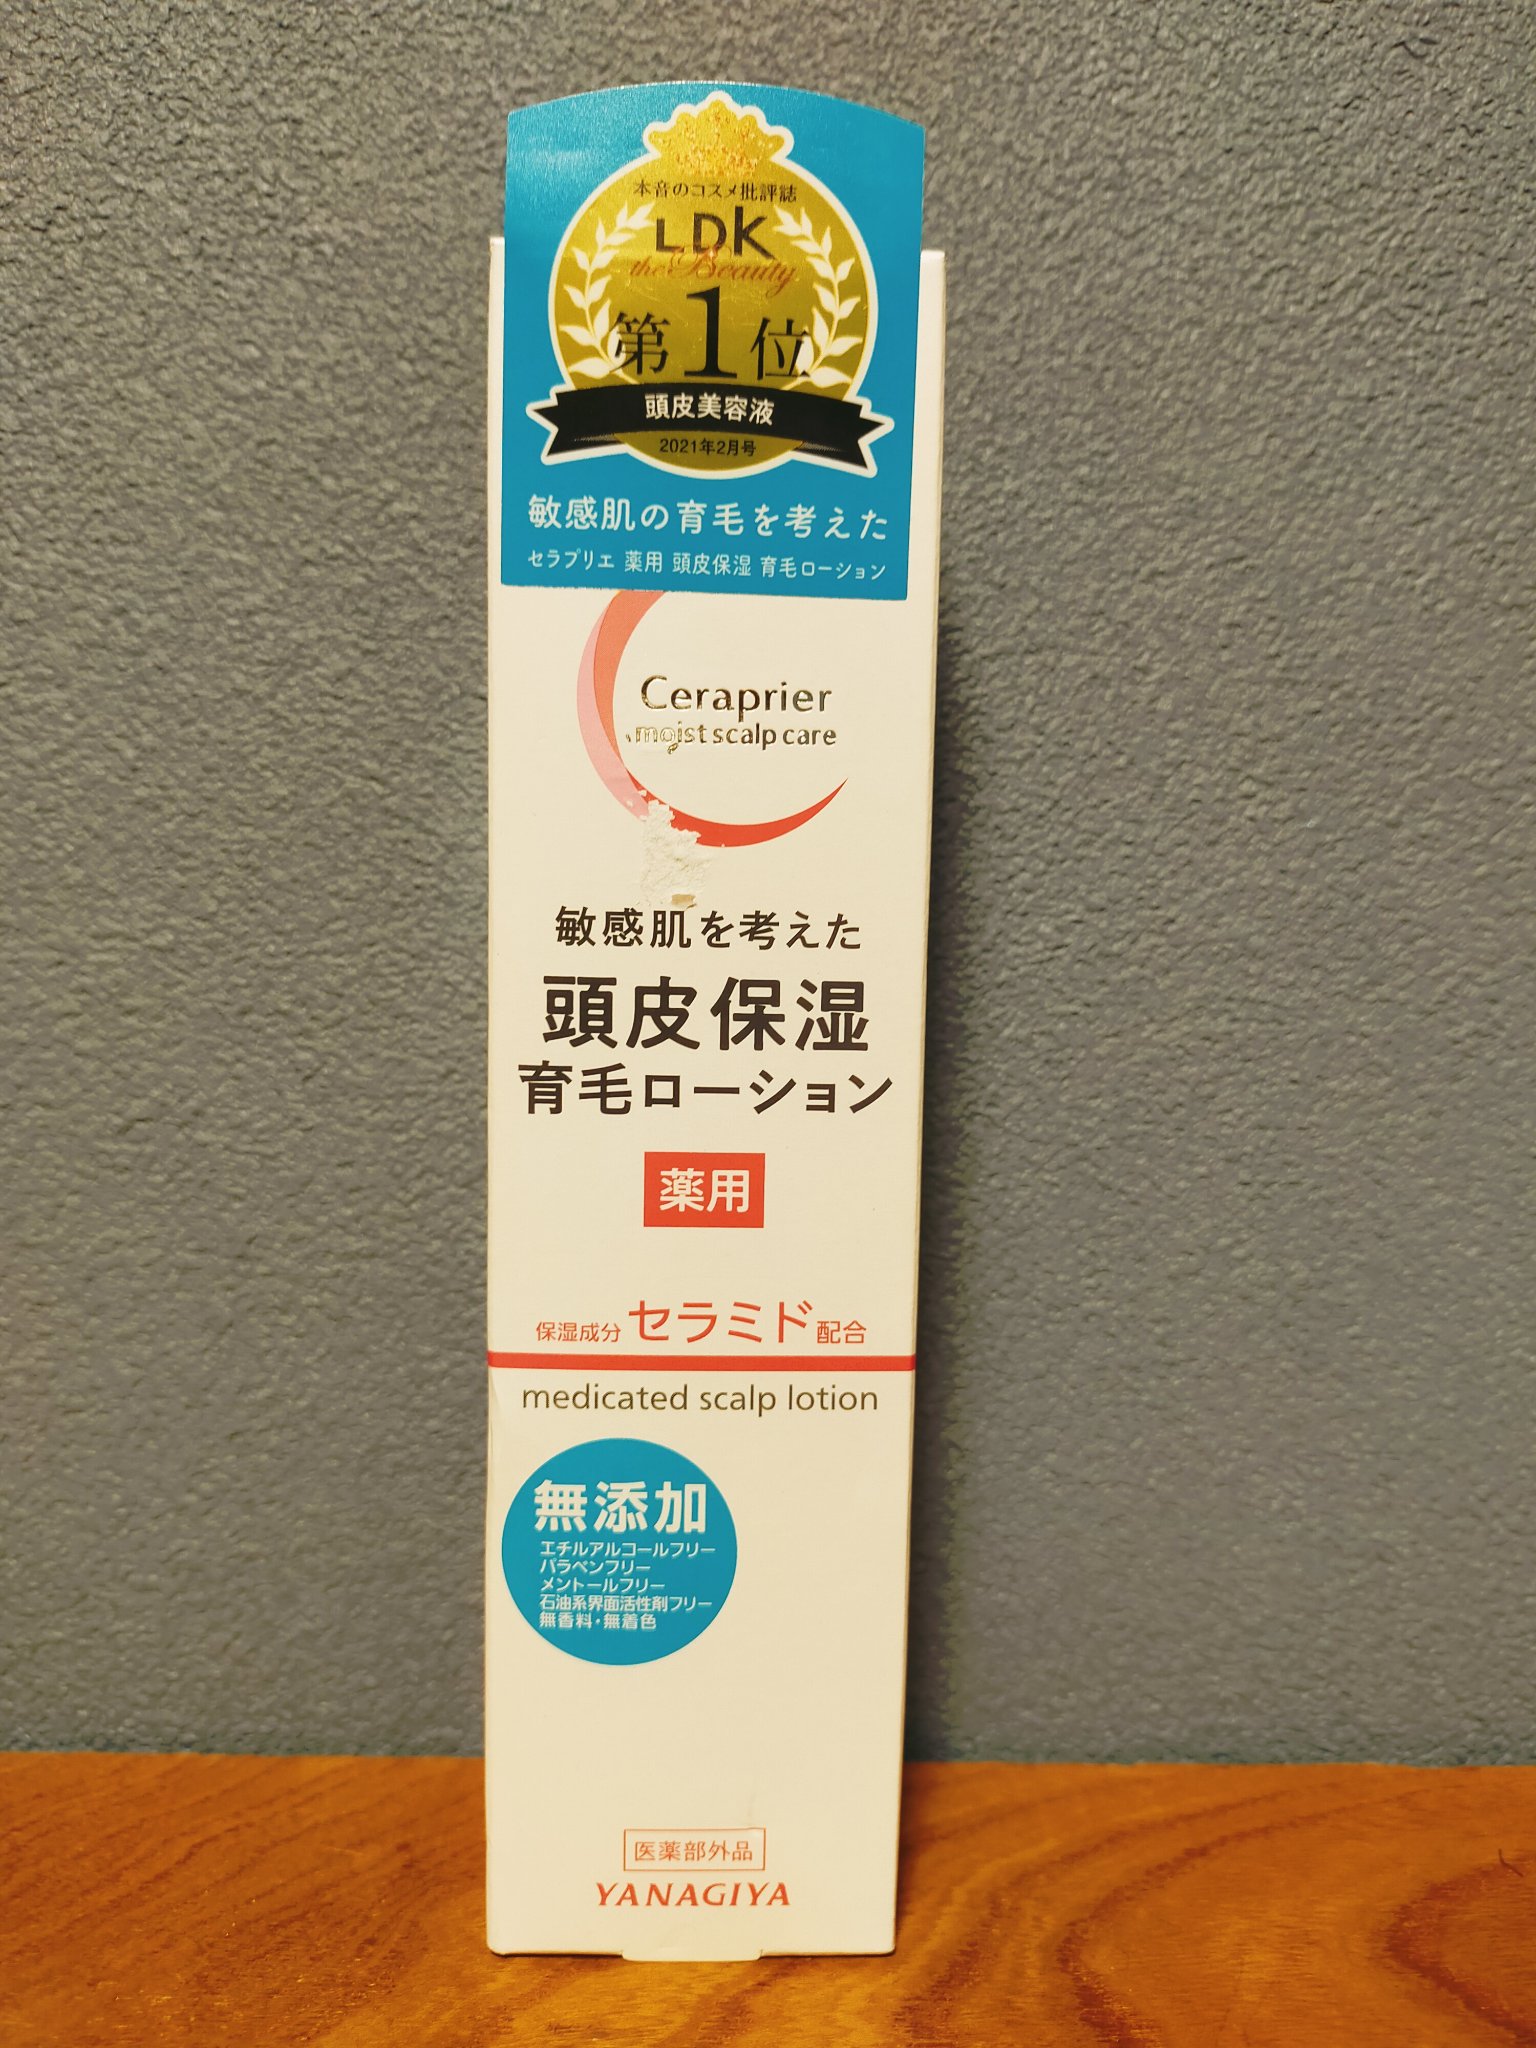 本音のコスメ批評誌
LDK
the Beauty
第1位
頭皮美容液
2021年2月号
敏感肌の育毛を考えた
セラプリエ 薬用 頭皮保湿 育毛ローション
Ceraprier
moist scalp care
敏感肌を考えた
頭皮保湿
育毛ローション
薬用
保湿成分 セラミド 配合
medicated scalp lotion
無添加
エチルアルコールフリー
パラベンフリー
メントールフリー
石油系界面活性剤フリー
無香料・無着色
医薬部外品
YANAGIYA